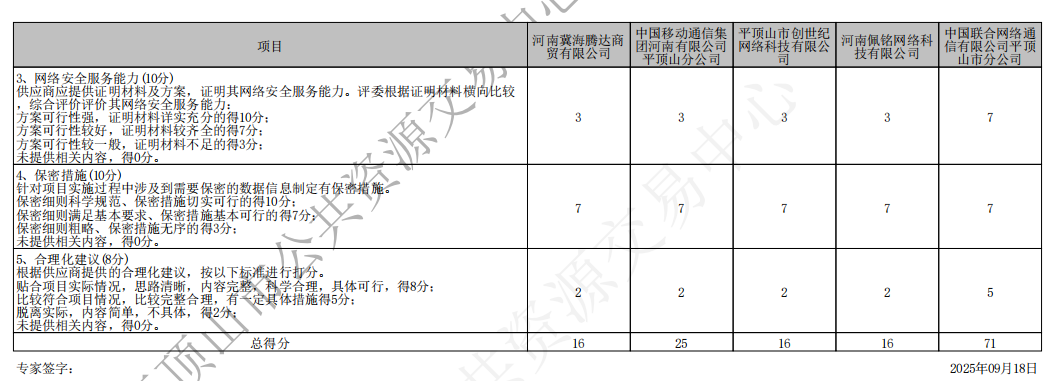 项目
河南冀海腾达商
贸有限公司
中国移动通信集
团河南有限公司
平顶山分公司
平顶山市创世纪
网络科技有限公
司
河南佩铭网络科
技有限公司
中国联合网络通
信有限公司平顶
山市分公司
3、网络安全服务能力(10分)
供应商应提供证明材料及方案，证明其网络安全服务能力。评委根据证明材料横向比较
，综合评价评价其网络安全服务能力：
方案可行性强，证明材料详实充分的得10分；
方案可行性较好，证明材料较齐全的得7分；
方案可行性较一般，证明材料不足的得3分；
未提供相关内容，得0分。
3
3
3
3
7
4、保密措施(10分)
针对项目实施过程中涉及到需要保密的数据信息制定有保密措施。
保密细则科学规范、保密措施切实可行的得10分；
保密细则满足基本要求、保密措施基本可行的得7分；
保密细则粗略、保密措施无序的得3分；
未提供相关内容，得0分。
7
7
7
7
7
5、合理化建议(8分)
根据供应商提供的合理化建议，按以下标准进行打分。
贴合项目实际情况，思路清晰，内容完整，科学合理，具体可行，得8分；
比较符合项目情况，比较完整合理，有一定具体措施得5分；
脱离实际，内容简单，不具体，得2分；
未提供相关内容，得0分。
2
2
2
2
5
总得分
16
25
16
16
71
专家签字：
2025年09月18日
顶山市公共资源交易中心
共资源交易中心